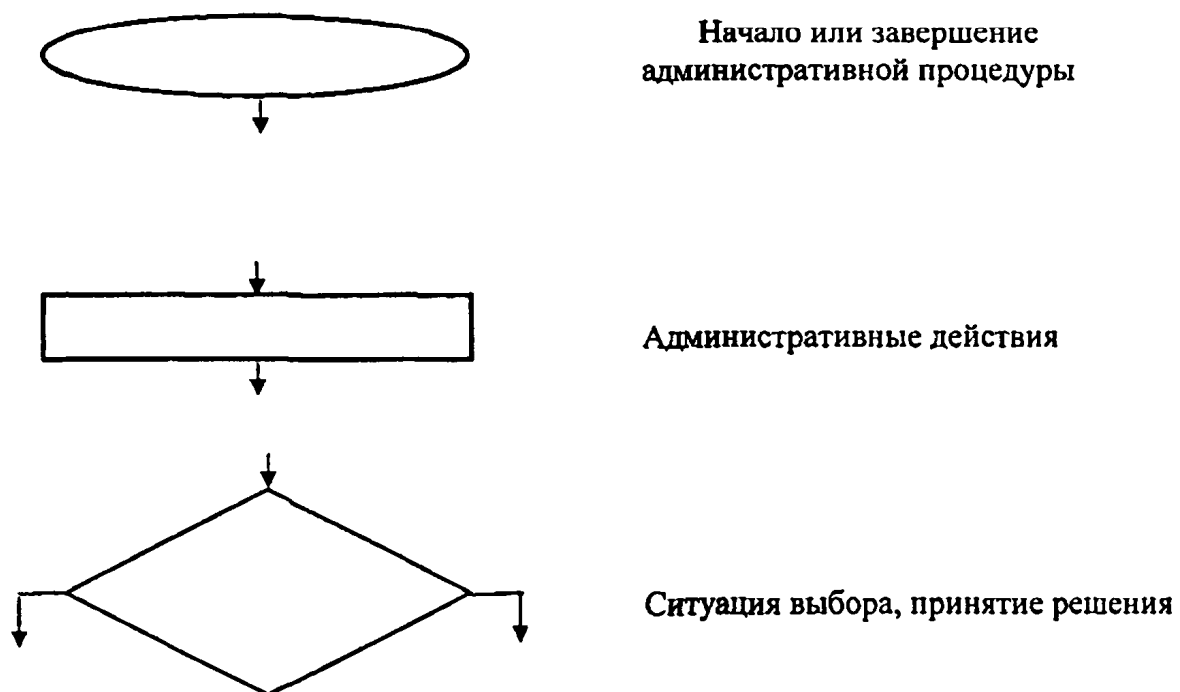 Начало или завершение
административной процедуры
Административные действия
Ситуация выбора, принятие решения